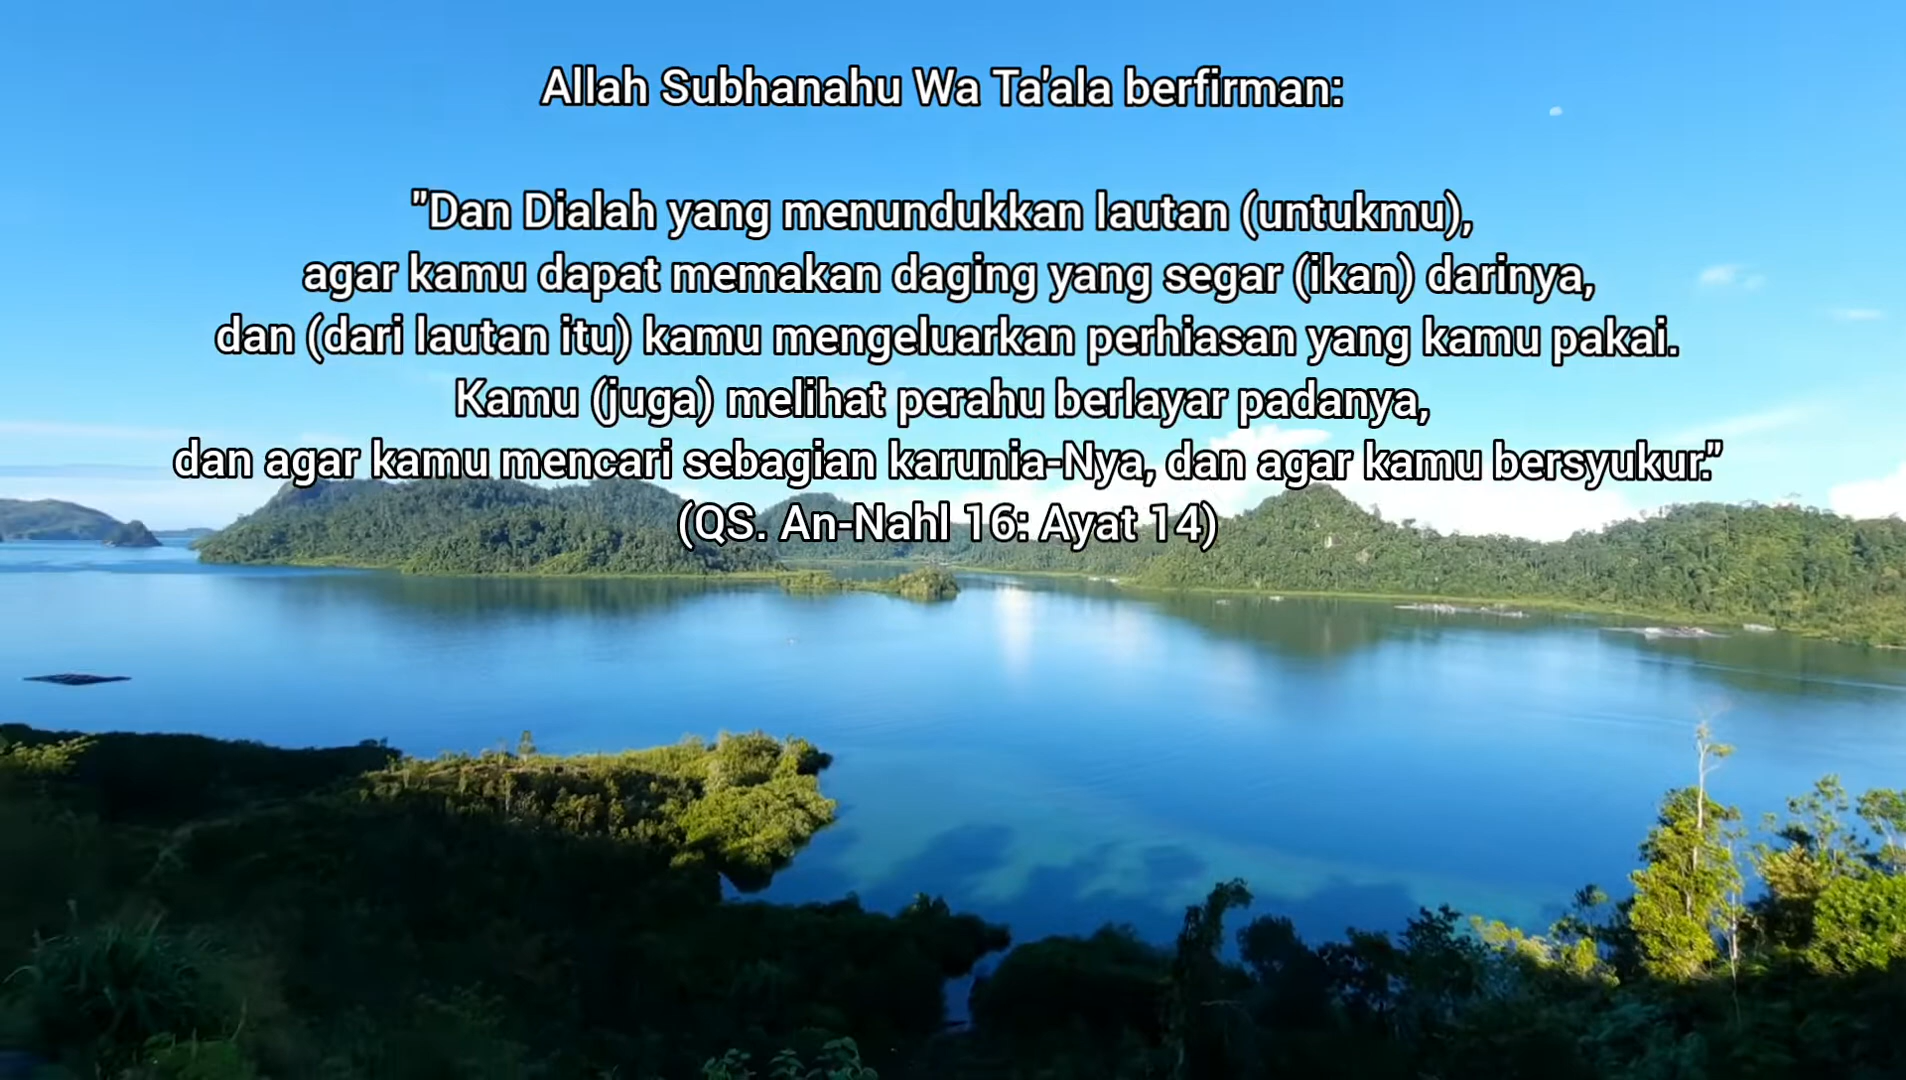 Allah Subhanahu Wa Ta'ala berfirman:
"Dan Dialah yang menundukkan lautan (untukmu),
agar kamu dapat memakan daging yang segar (ikan) darinya,
dan (dari lautan itu) kamu mengeluarkan perhiasan yang kamu pakai.
Kamu (juga) melihat perahu berlayar padanya,
dan agar kamu mencari sebagian karunia-Nya, dan agar kamu bersyukur."
(QS. An-Nahl 16: Ayat 14)